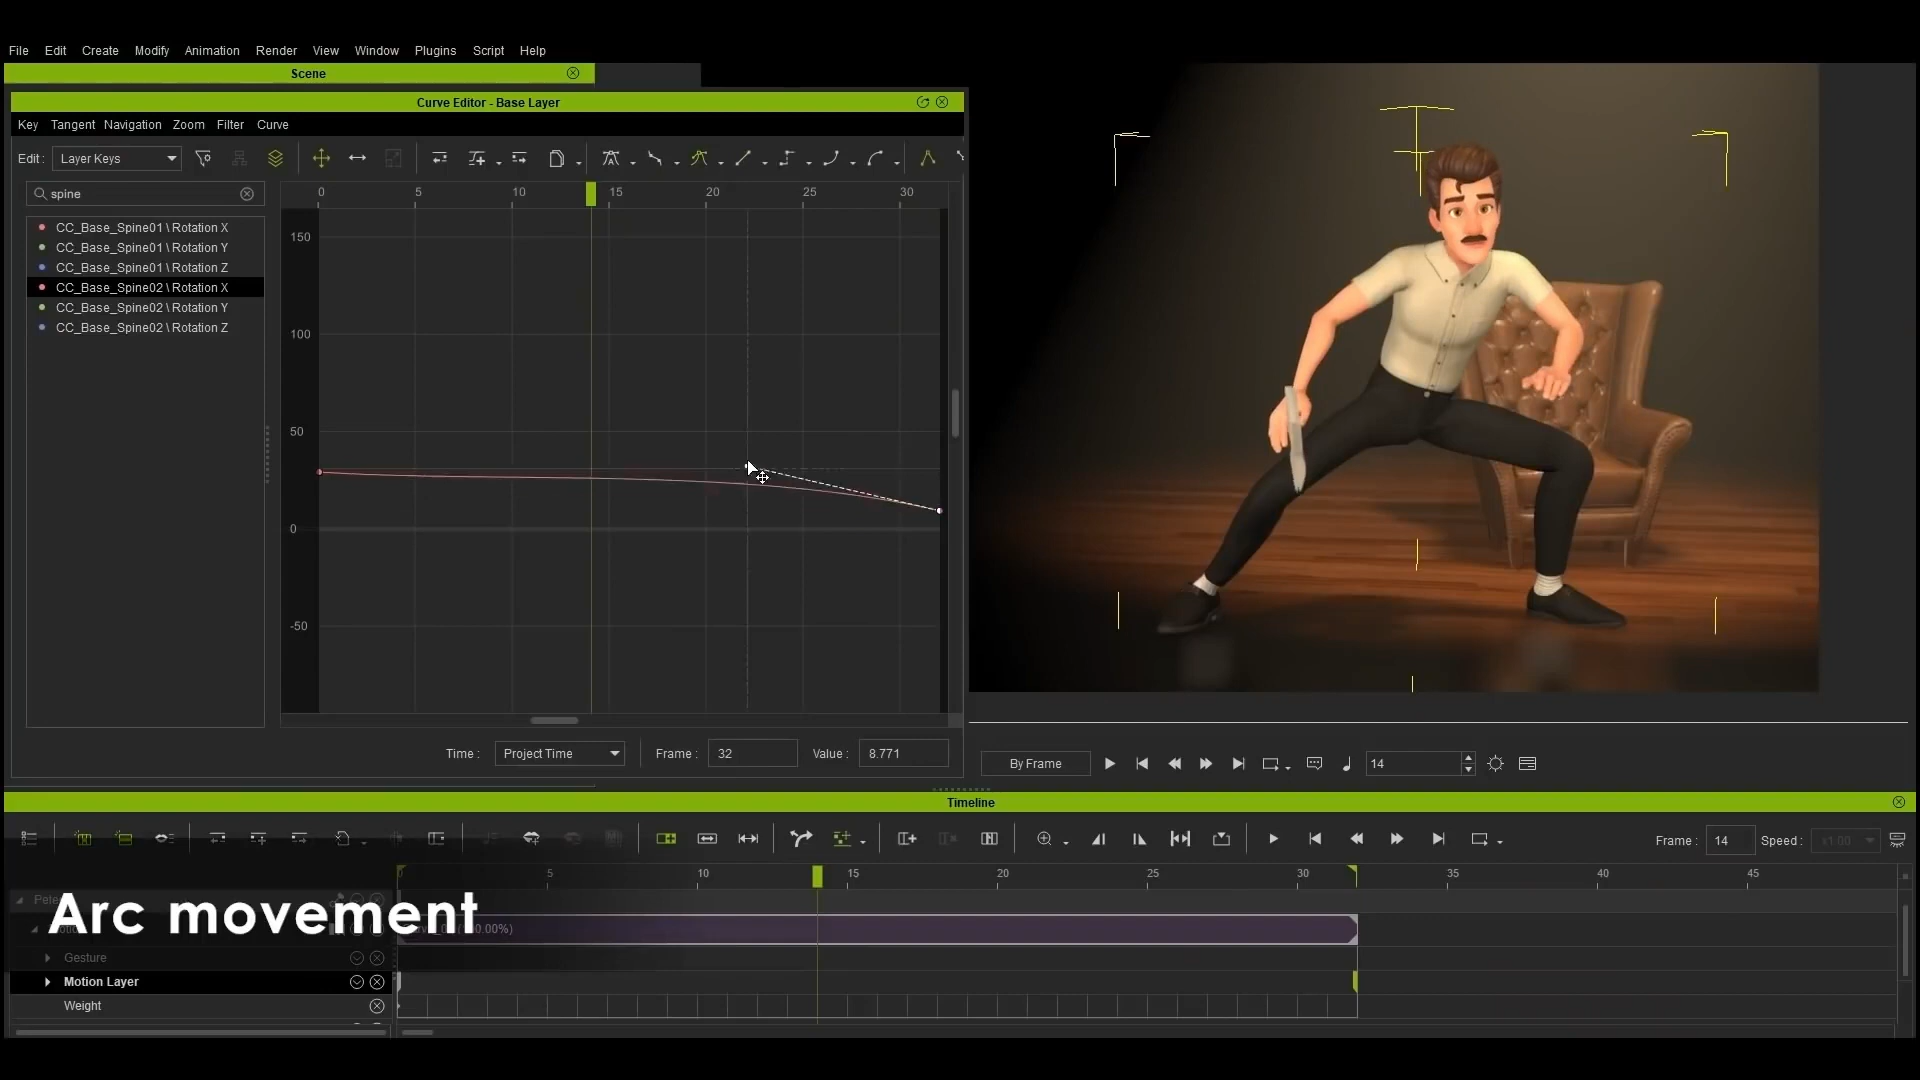 File Edit Create Modify Animation Render View Window Plugins Script Help
Scene
Curve Editor - Base Layer
Key Tangent Navigation Zoom Filter Curve
Edit : Layer Keys
spine
0 5 10 15 20 25 30
CC_Base_Spine01 \ Rotation X
CC_Base_Spine01 \ Rotation Y
CC_Base_Spine01 \ Rotation Z
CC_Base_Spine02 \ Rotation X
CC_Base_Spine02 \ Rotation Y
CC_Base_Spine02 \ Rotation Z
150
100
50
0
-50
Time : Project Time Frame : 32 Value : 8.771
By Frame 14
Timeline
Frame : 14 Speed : x1.00
0 5 10 15 20 25 30 35 40 45
Arc movement
Gesture
Motion Layer
Weight